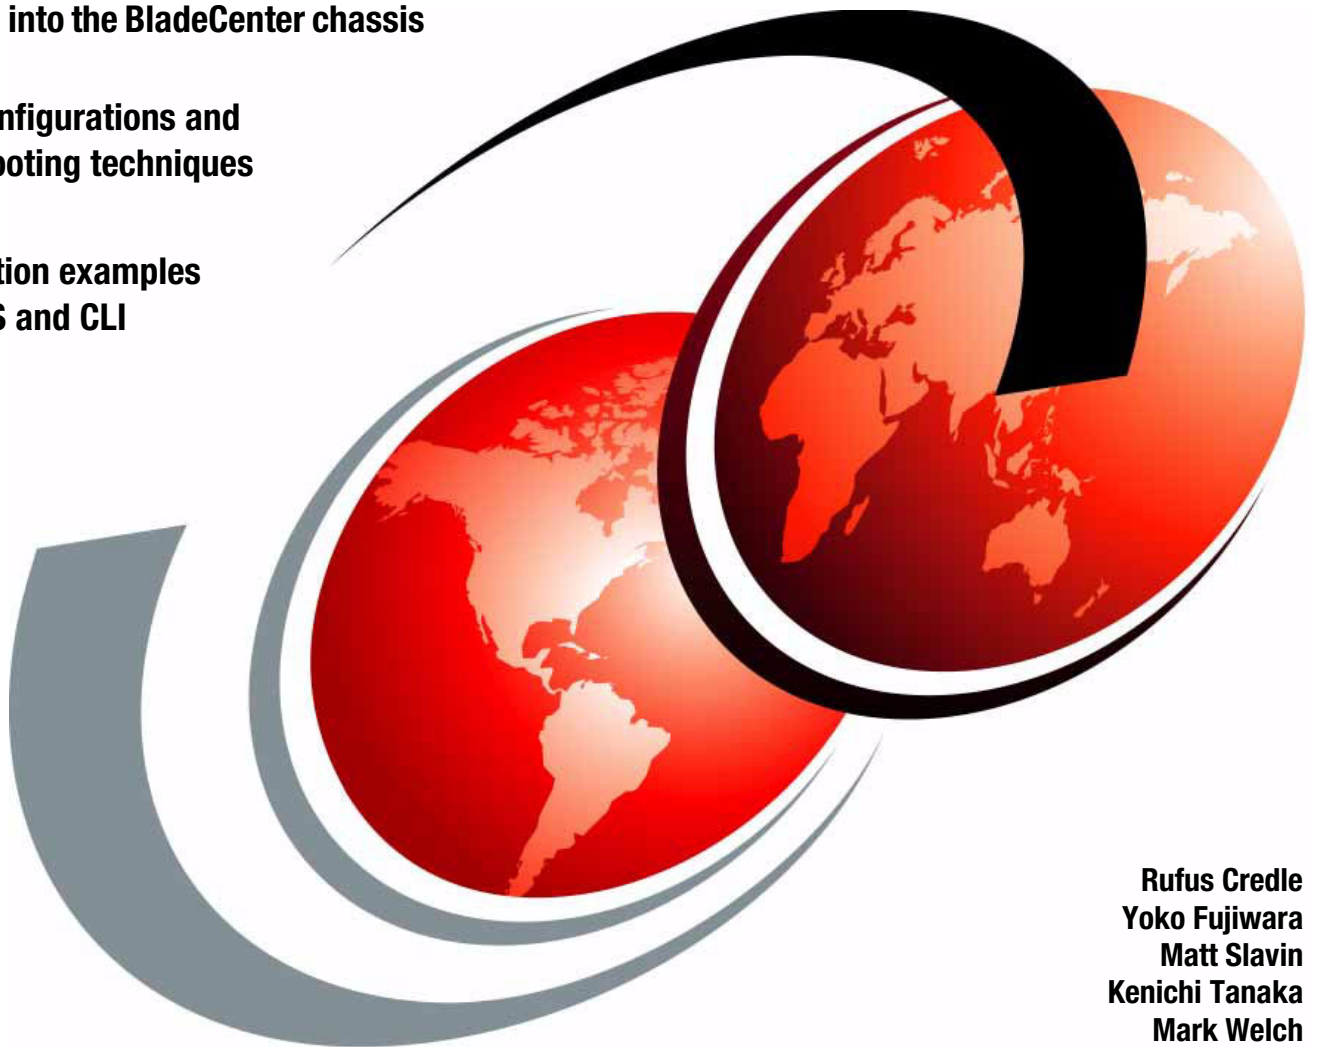 into the BladeCenter chassis
nfigurations and
oting techniques
tion examples
S and CLI
Rufus Credle
Yoko Fujiwara
Matt Slavin
Kenichi Tanaka
Mark Welch